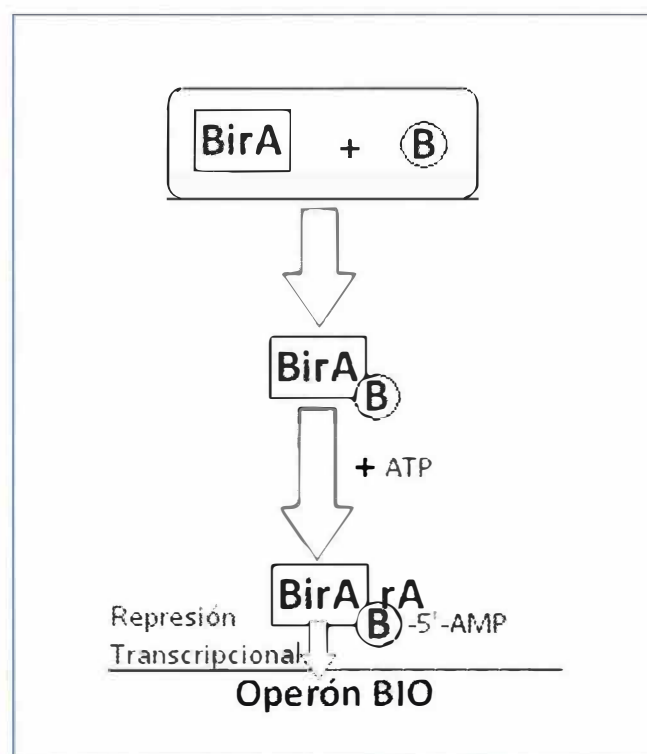 BirA + B
BirA
B
+ ATP
BirA rA
B -5'-AMP
Represión
Transcripcional
Operón BIO